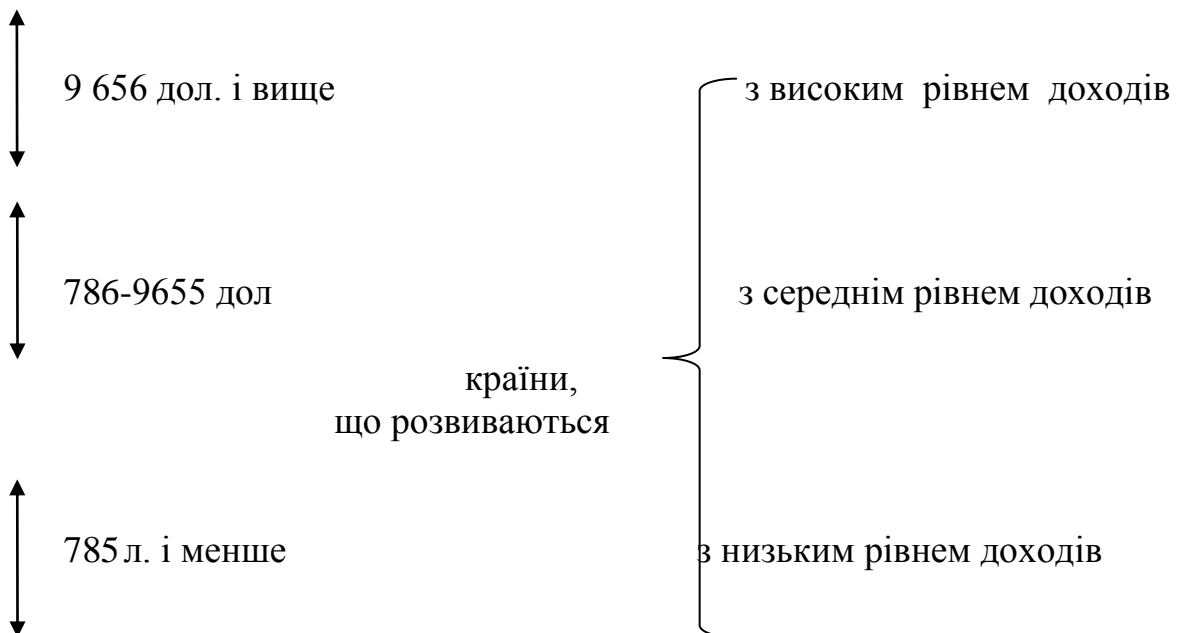 9 656 дол. і вище
з високим рівнем доходів
786-9655 дол
з середнім рівнем доходів
країни,
що розвиваються
785 л. і менше
з низьким рівнем доходів